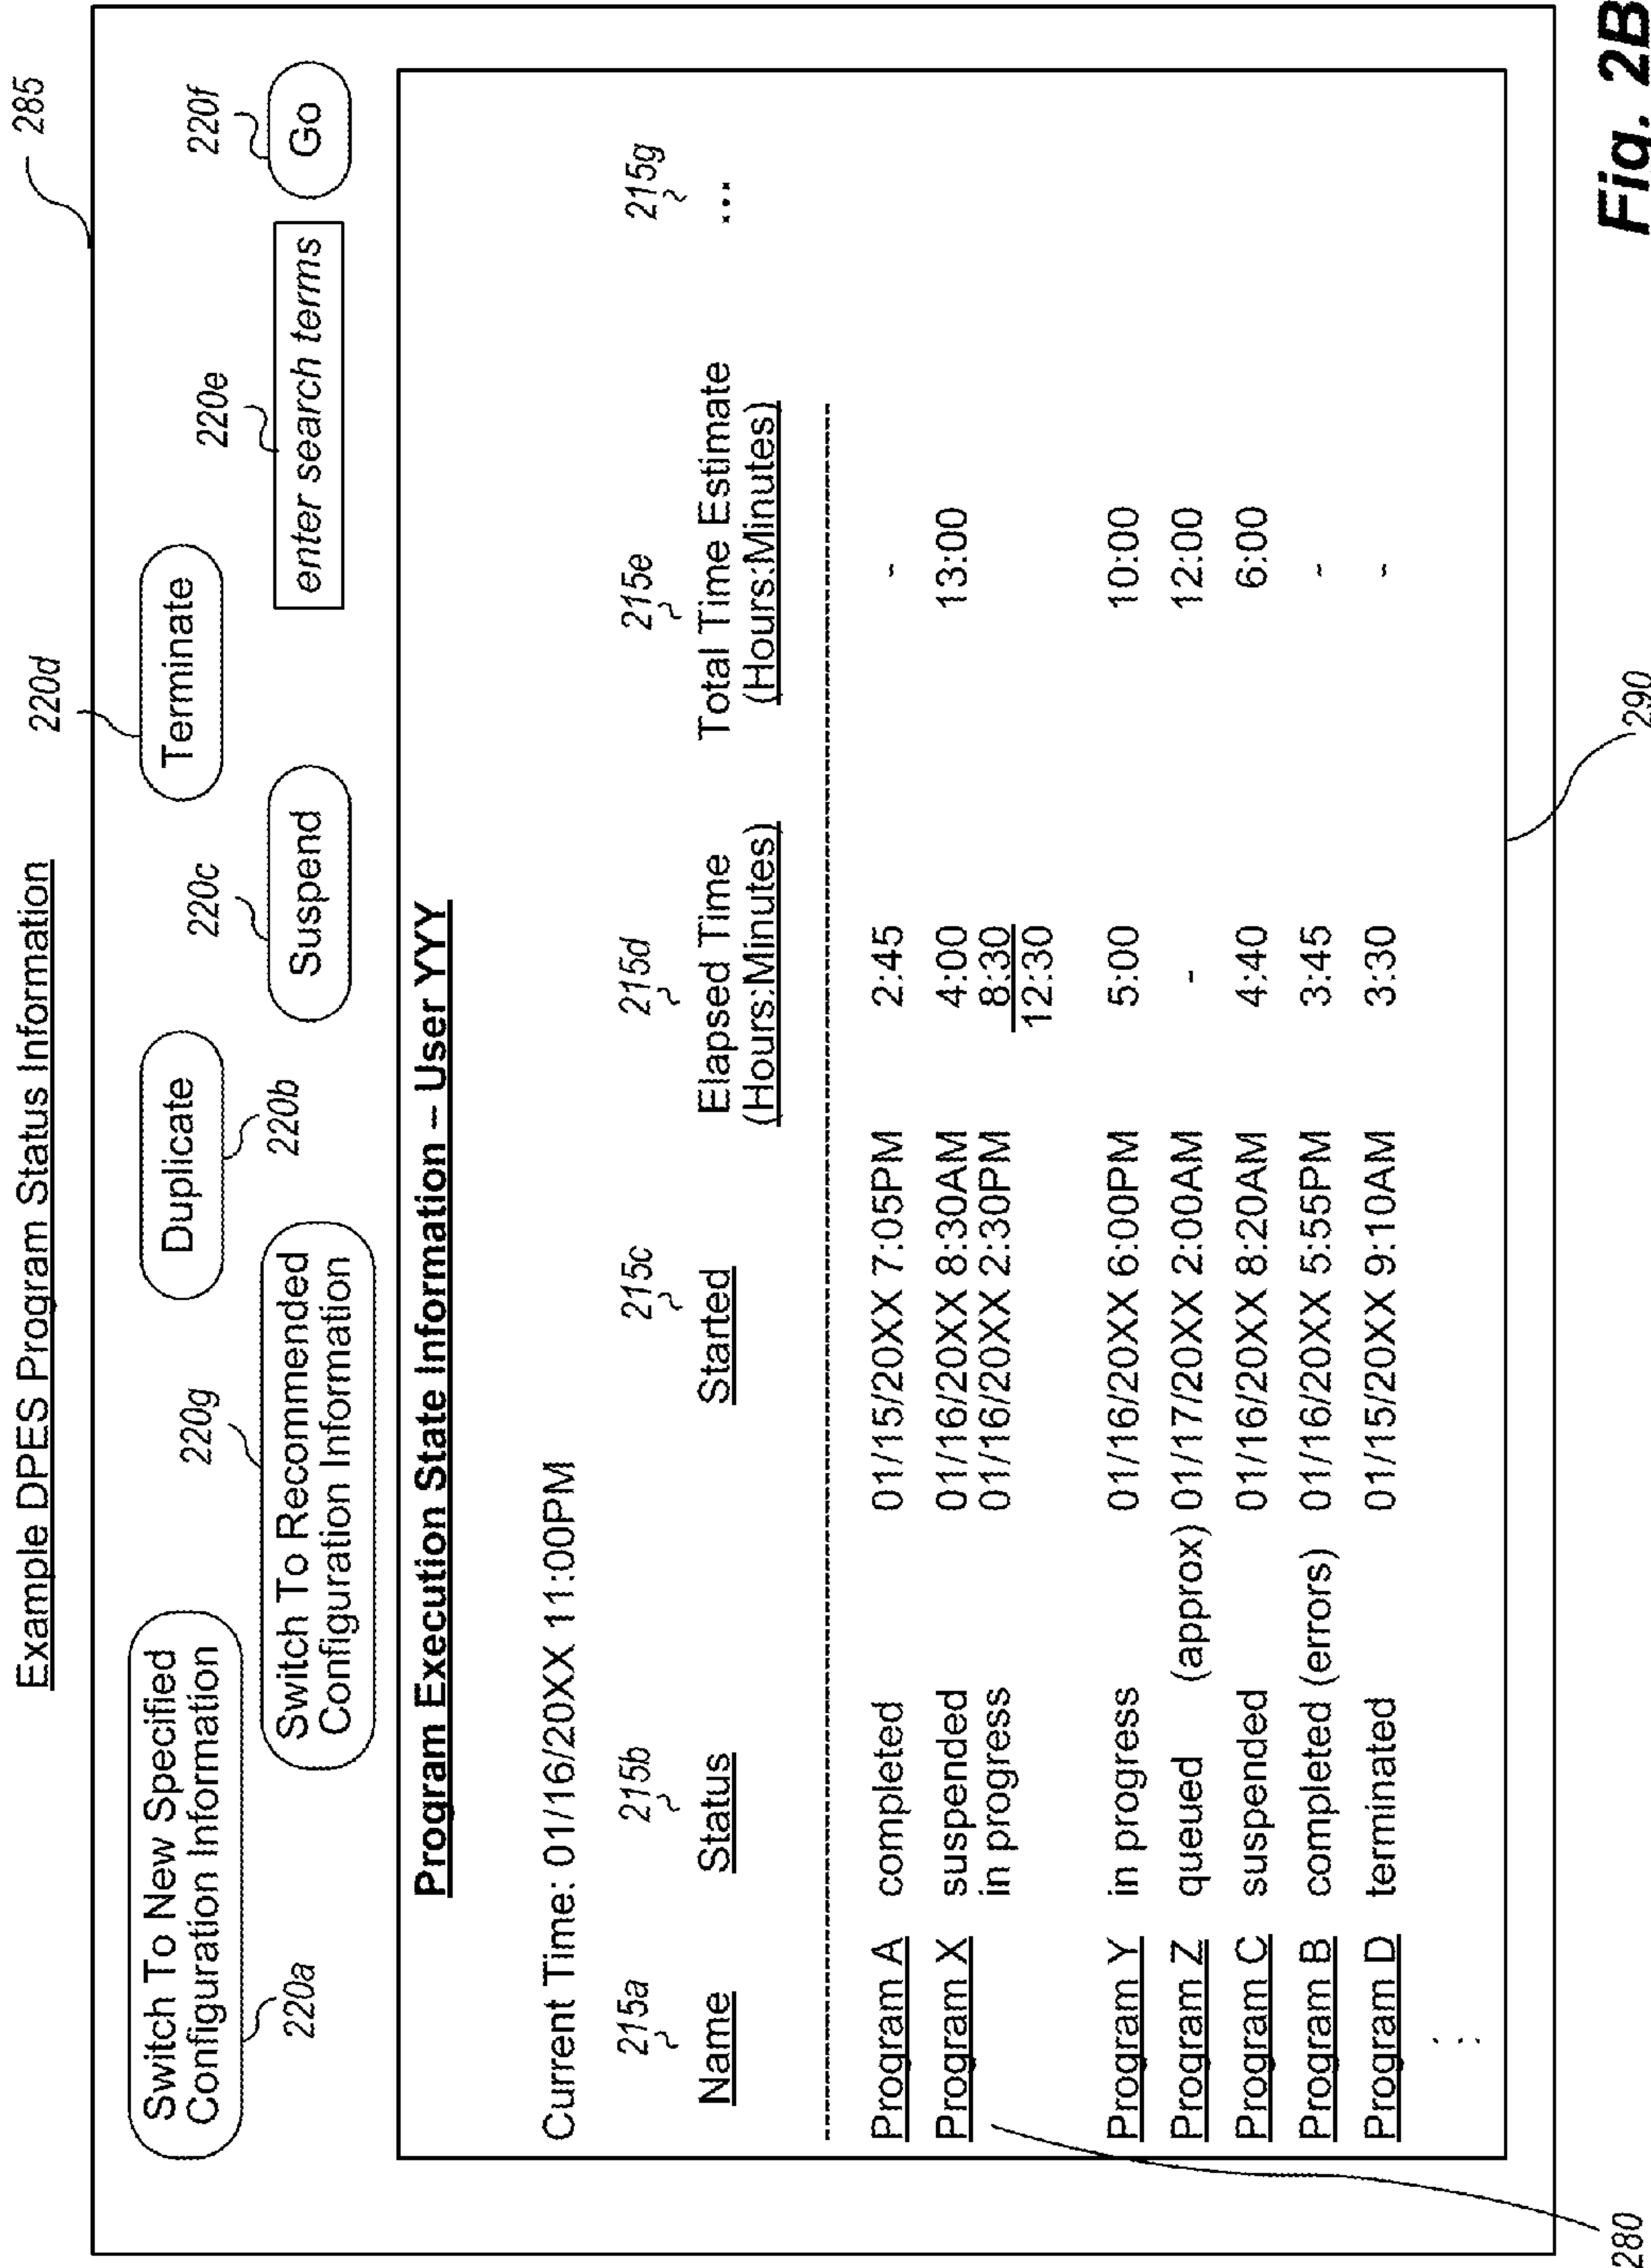 Example DPES Program Status Information
285
220d
220f
220e
220c
220g
Switch To New Specified
Configuration Information
Duplicate
Terminate
220a
Switch To Recommended
Configuration Information
220b
Suspend
enter search terms
Go
Program Execution State Information – User YYY
Current Time: 01/16/20XX 11:00PM
215a 215b 215c 215d 215e 215g
Name Status Started Elapsed Time (Hours:Minutes) Total Time Estimate (Hours:Minutes) ...
Program A completed 01/15/20XX 7:05PM 2:45 -
Program X suspended 01/16/20XX 8:30AM 4:00 13:00
in progress 01/16/20XX 2:30PM 8:30
12:30
Program Y in progress 01/16/20XX 6:00PM 5:00 10:00
Program Z queued (approx) 01/17/20XX 2:00AM - 12:00
Program C suspended 01/16/20XX 8:20AM 4:40 6:00
Program B completed (errors) 01/16/20XX 5:55PM 3:45 -
Program D terminated 01/15/20XX 9:10AM 3:30 -
280
290
Fig. 2B